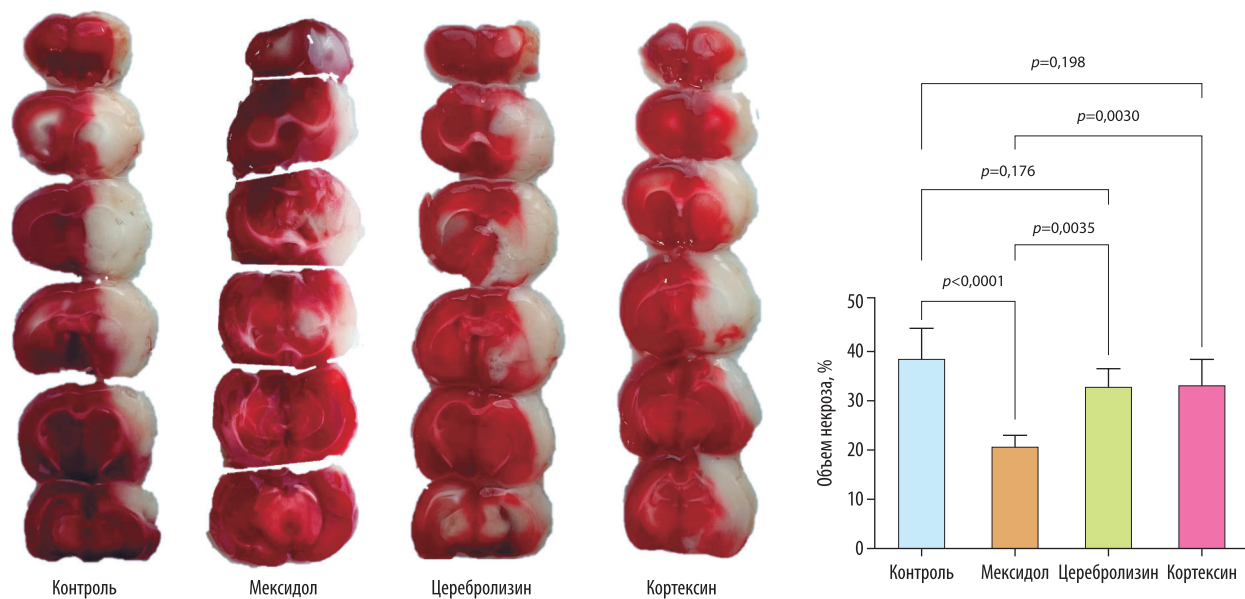 Контроль
Мексидол
Церебролизин
Кортексин
p=0,198
p=0,0030
p=0,176
p=0,0035
p<0,0001
Объем некроза, %
50
40
30
20
10
0
Контроль
Мексидол
Церебролизин
Кортексин